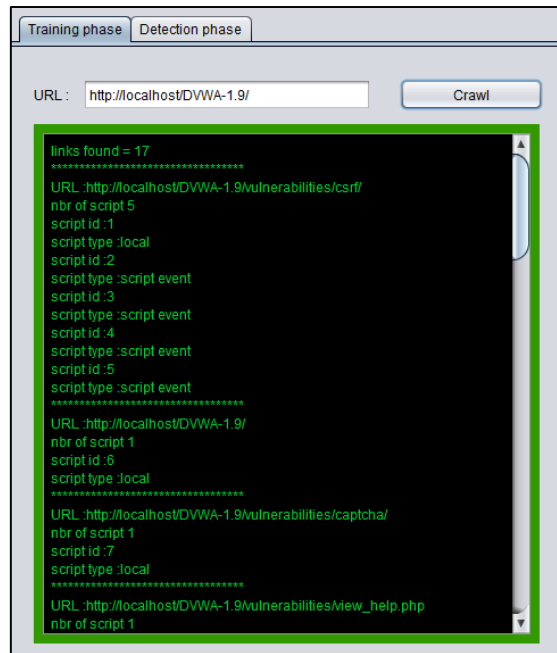 Training phase Detection phase
URL : http://localhost/DVWA-1.9/ Crawl
links found = 17
**********************************
URL :http://localhost/DVWA-1.9/vulnerabilities/csrf/
nbr of script 5
script id :1
script type :local
script id :2
script type :script event
script id :3
script type :script event
script id :4
script type :script event
script id :5
script type :script event
**********************************
URL :http://localhost/DVWA-1.9/
nbr of script 1
script id :6
script type :local
**********************************
URL :http://localhost/DVWA-1.9/vulnerabilities/captcha/
nbr of script 1
script id :7
script type :local
**********************************
URL :http://localhost/DVWA-1.9/vulnerabilities/view_help.php
nbr of script 1